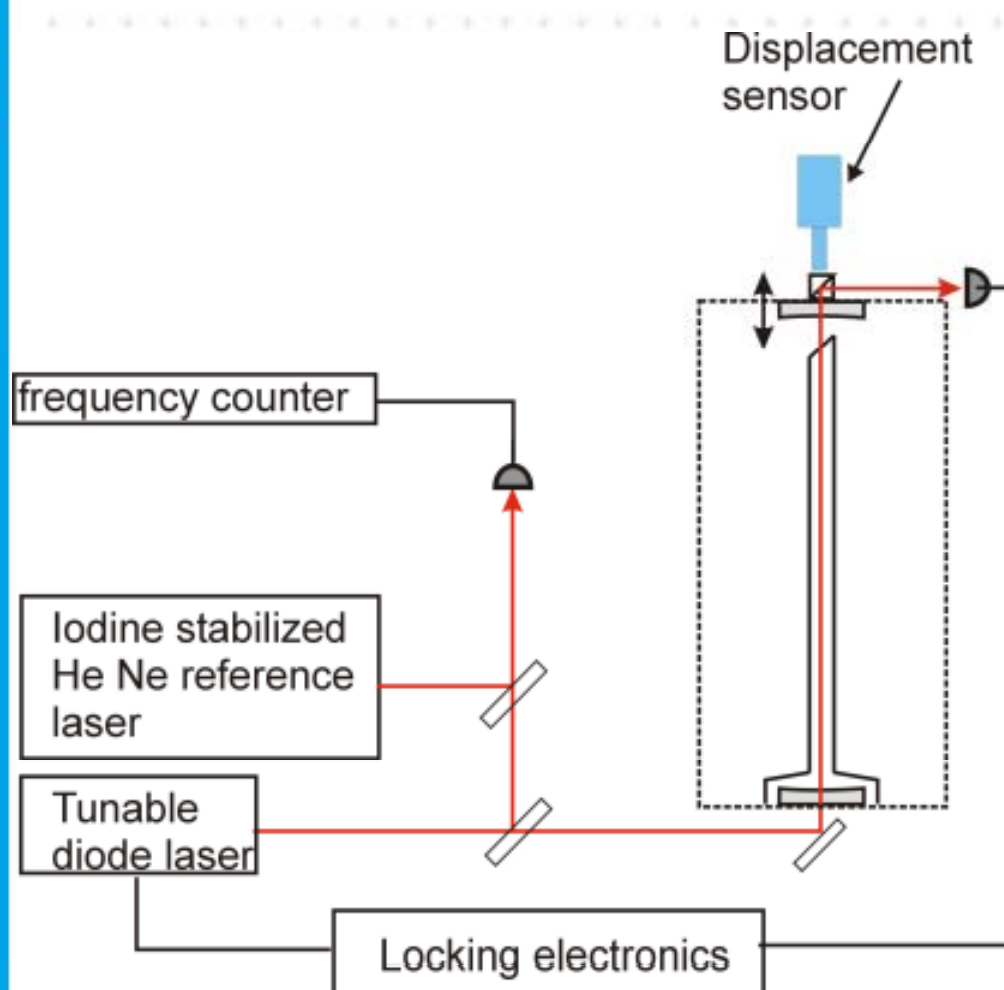 Displacement
sensor
frequency counter
Iodine stabilized
He Ne reference
laser
Tunable
diode laser
Locking electronics